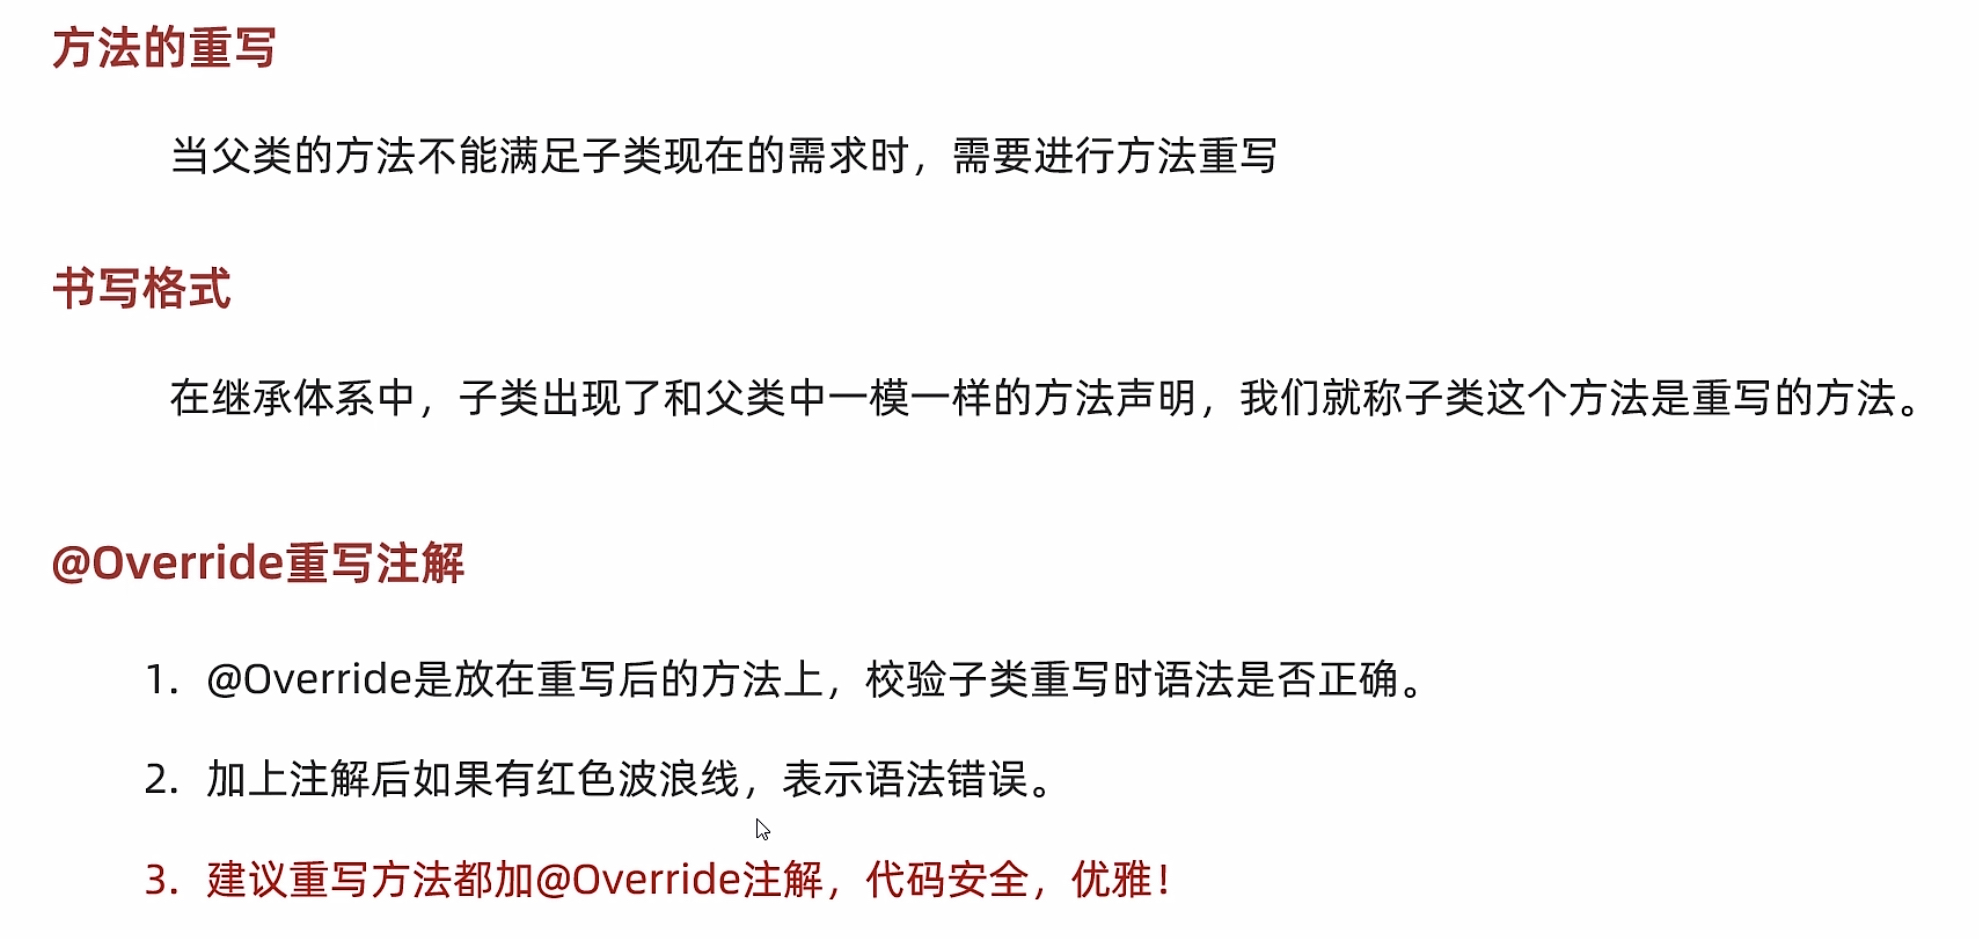 方法的重写
当父类的方法不能满足子类现在的需求时，需要进行方法重写
书写格式
在继承体系中，子类出现了和父类中一模一样的方法声明，我们就称子类这个方法是重写的方法。
@Override重写注解
1. @Override是放在重写后的方法上，校验子类重写时语法是否正确。
2. 加上注解后如果有红色波浪线，表示语法错误。
3. 建议重写方法都加@Override注解，代码安全，优雅！